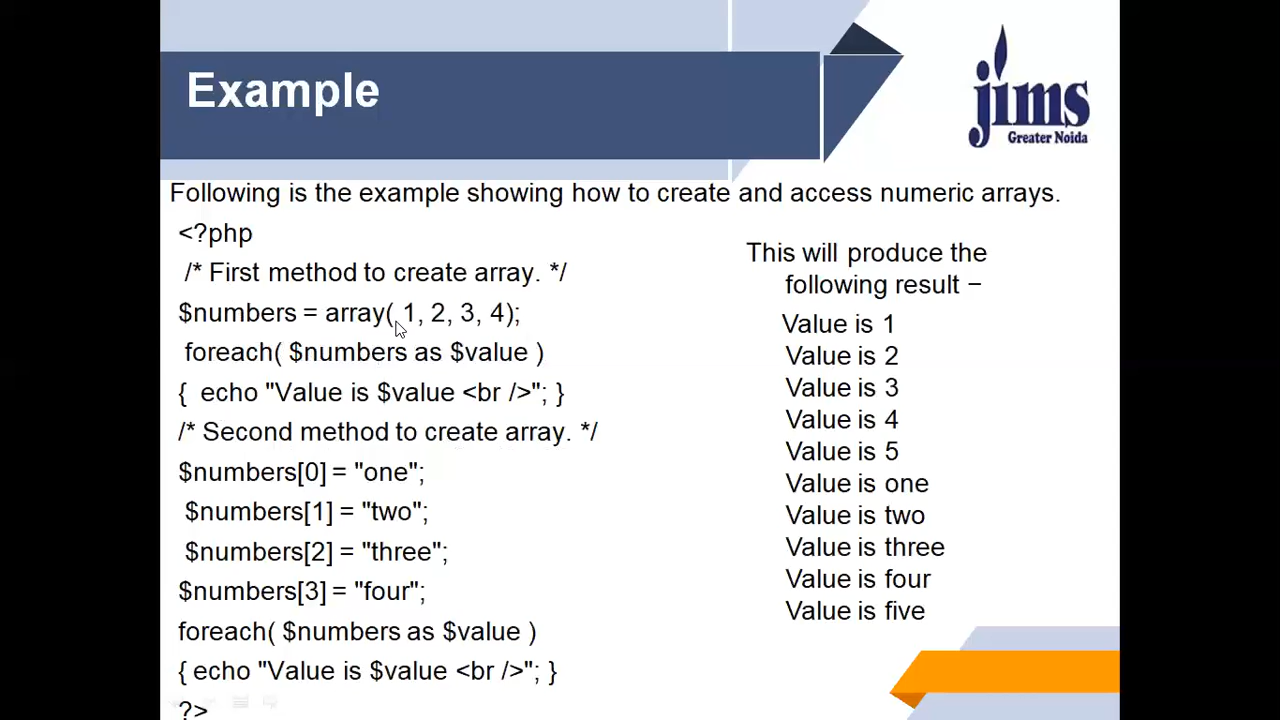 Example
jims
Greater Noida
Following is the example showing how to create and access numeric arrays.
<?php
/* First method to create array. */
$numbers = array( 1, 2, 3, 4);
foreach( $numbers as $value )
{ echo "Value is $value <br />"; }
/* Second method to create array. */
$numbers[0] = "one";
$numbers[1] = "two";
$numbers[2] = "three";
$numbers[3] = "four";
foreach( $numbers as $value )
{ echo "Value is $value <br />"; }
?>
This will produce the
following result −
Value is 1
Value is 2
Value is 3
Value is 4
Value is 5
Value is one
Value is two
Value is three
Value is four
Value is five